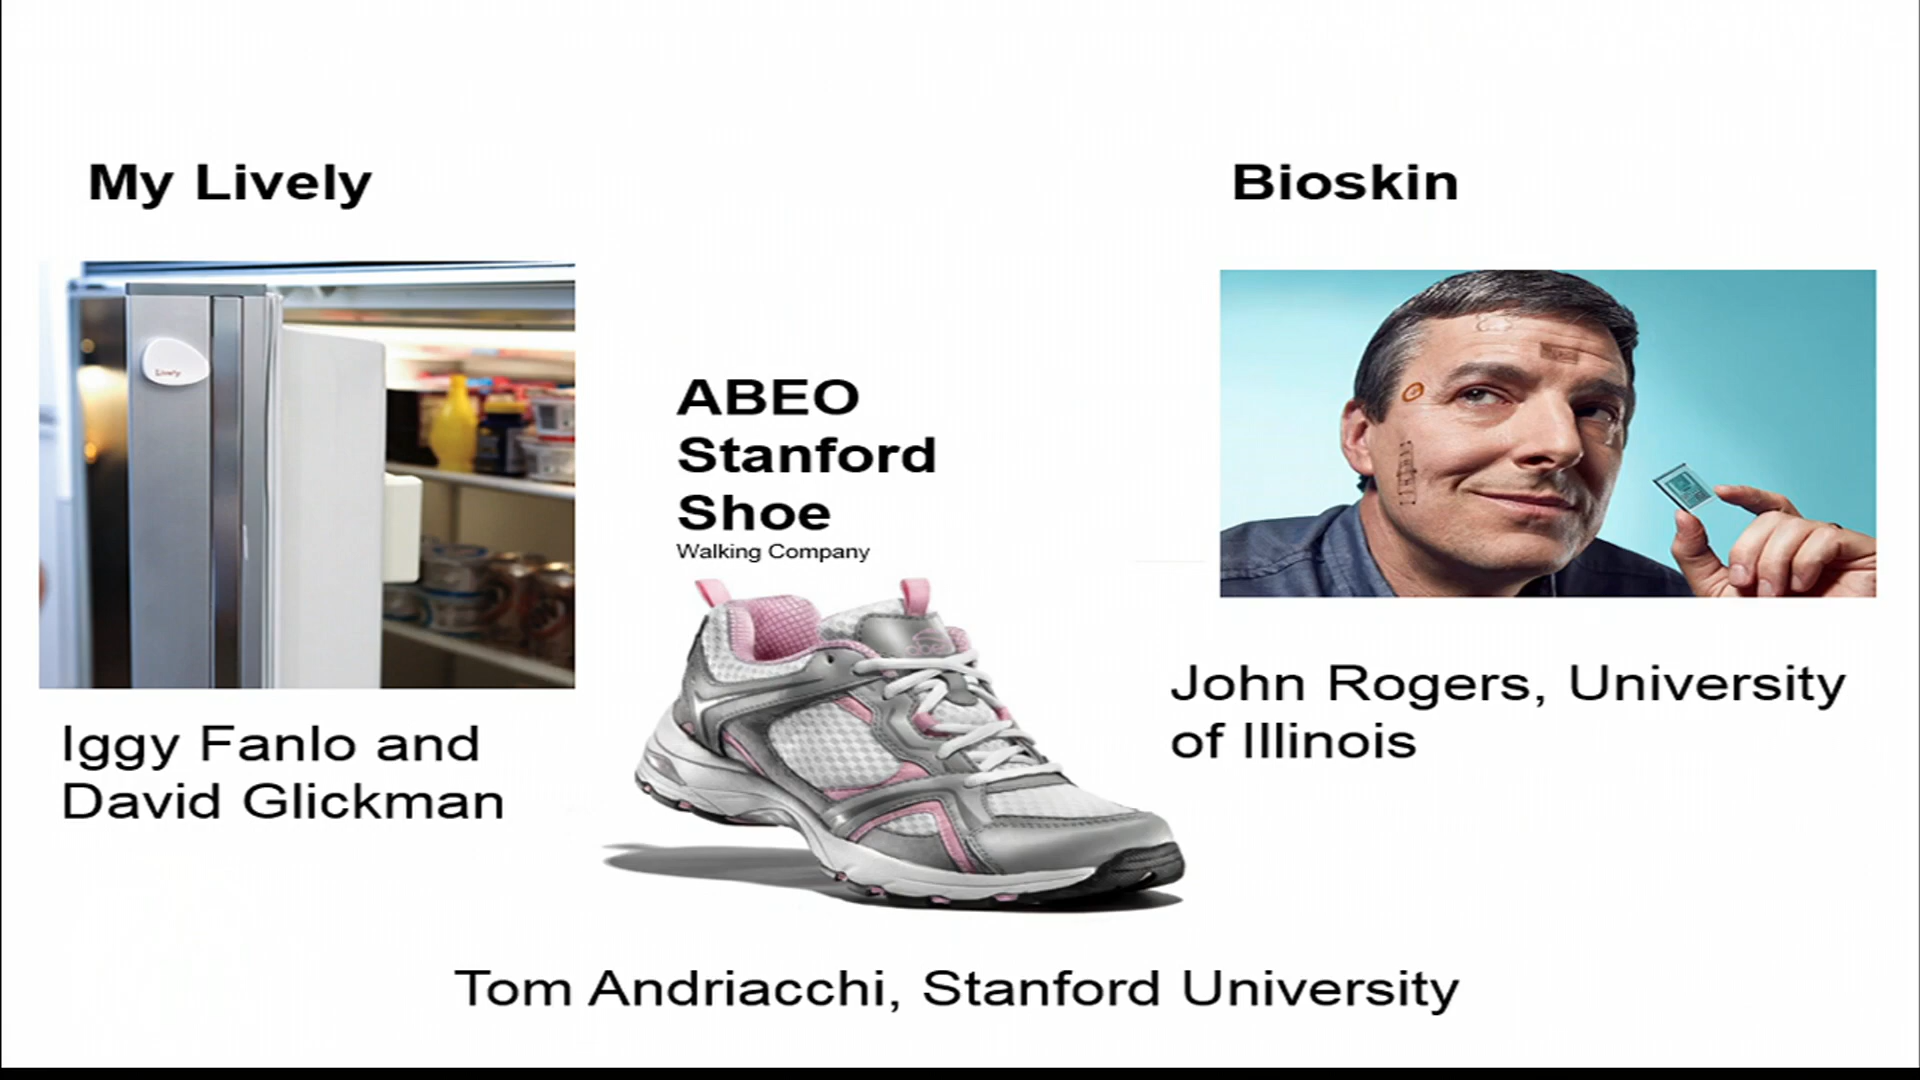 My Lively
Lively
Iggy Fanlo and
David Glickman
ABEO
Stanford
Shoe
Walking Company
Bioskin
John Rogers, University
of Illinois
Tom Andriacchi, Stanford University